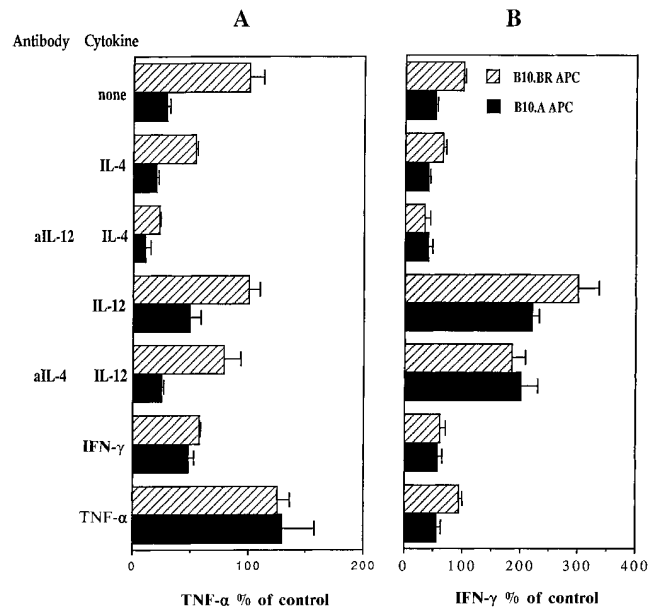 A
B
Antibody Cytokine
none
IL-4
aIL-12 IL-4
IL-12
aIL-4 IL-12
IFN-γ
TNF-α
B10.BR APC
B10.A APC
0 100 200
0 100 200 300 400
TNF-α % of control
IFN-γ % of control